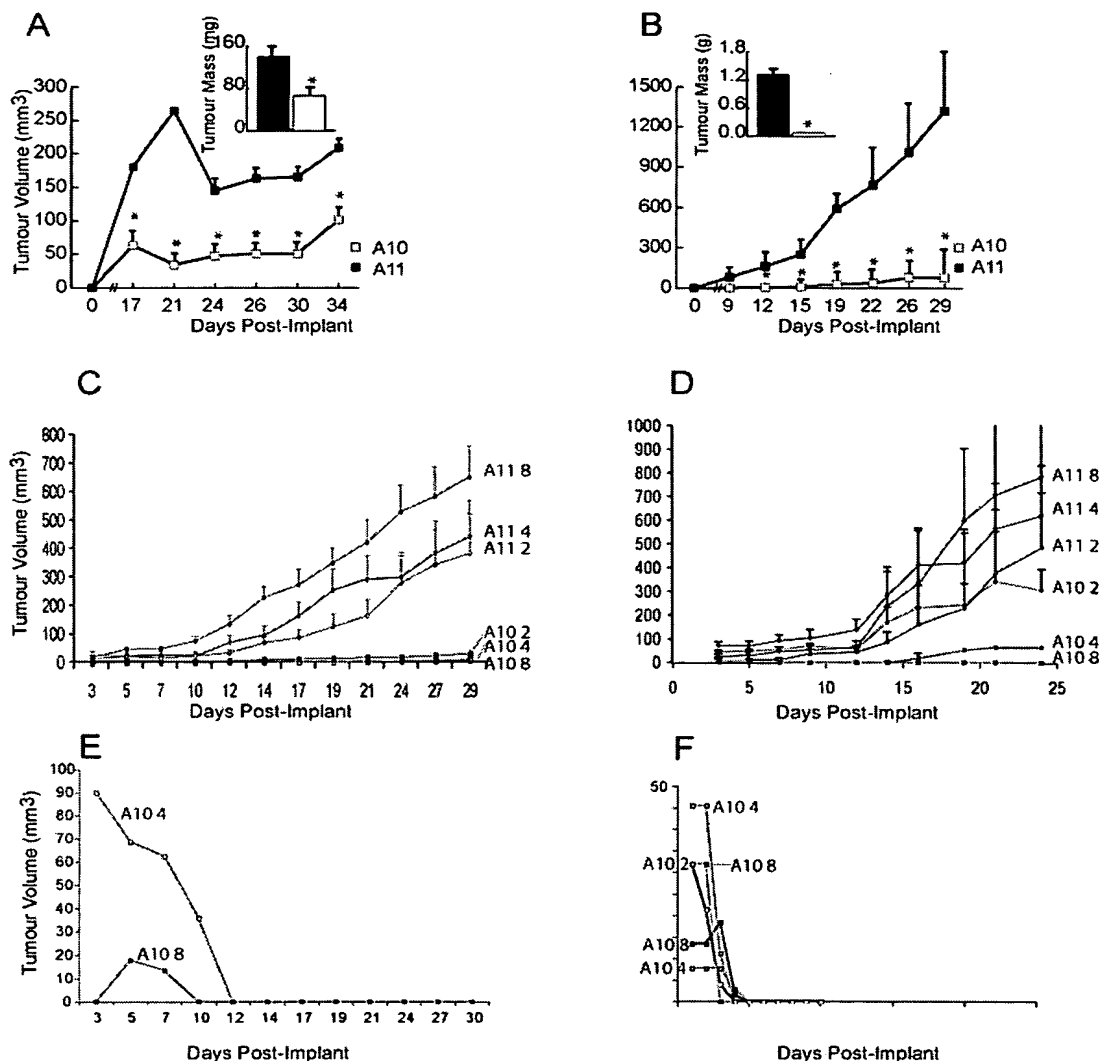 A
Tumour Volume (mm3)
300
250
200
150
100
50
0
0 17 21 24 26 30 34
Days Post-Implant
Tumour Mass (mg)
160
80
0
*
* * * * * *
A10
A11
B
1500
1200
900
600
300
0
0 9 12 15 19 22 26 29
Days Post-Implant
Tumour Mass (g)
1.8
1.2
0.6
0.0
*
* * * * * *
A10
A11
C
Tumour Volume (mm3)
800
700
600
500
400
300
200
100
0
3 5 7 10 12 14 17 19 21 24 27 29
Days Post-Implant
A11 8
A11 4
A11 2
A10 2
A10 4
A10 8
D
1000
900
800
700
600
500
400
300
200
100
0
0 5 10 15 20 25
Days Post-Implant
A11 8
A11 4
A11 2
A10 2
A10 4
A10 8
E
Tumour Volume (mm3)
100
90
80
70
60
50
40
30
20
10
0
3 5 7 10 12 14 17 19 21 24 27 30
Days Post-Implant
A10 4
A10 8
F
50
A10 4
A10 2
A10 8
A10 8
A10 4
Days Post-Implant